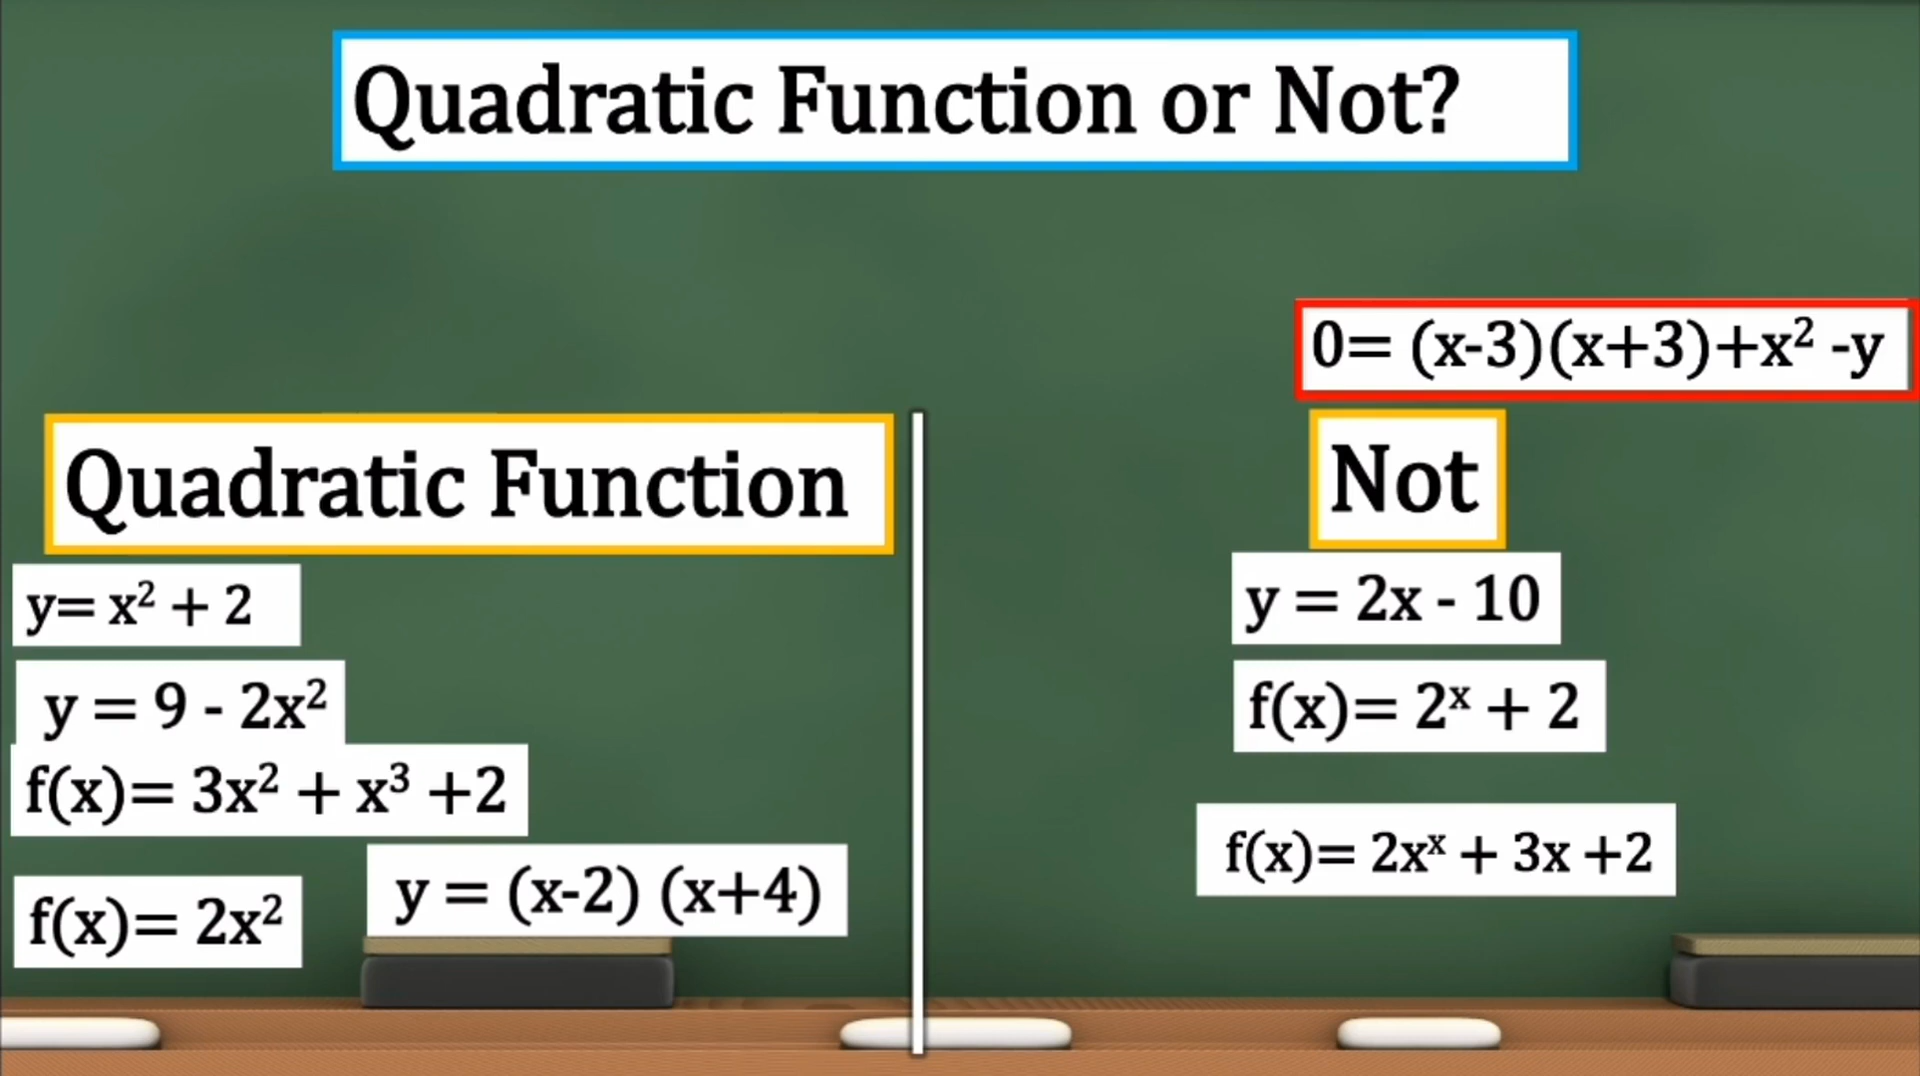 Quadratic Function or Not?
0= (x-3)(x+3)+x² -y
Quadratic Function
Not
y= x² + 2
y = 2x - 10
y = 9 - 2x²
f(x)= 2ˣ + 2
f(x)= 3x² + x³ +2
f(x)= 2xˣ + 3x +2
y = (x-2) (x+4)
f(x)= 2x²